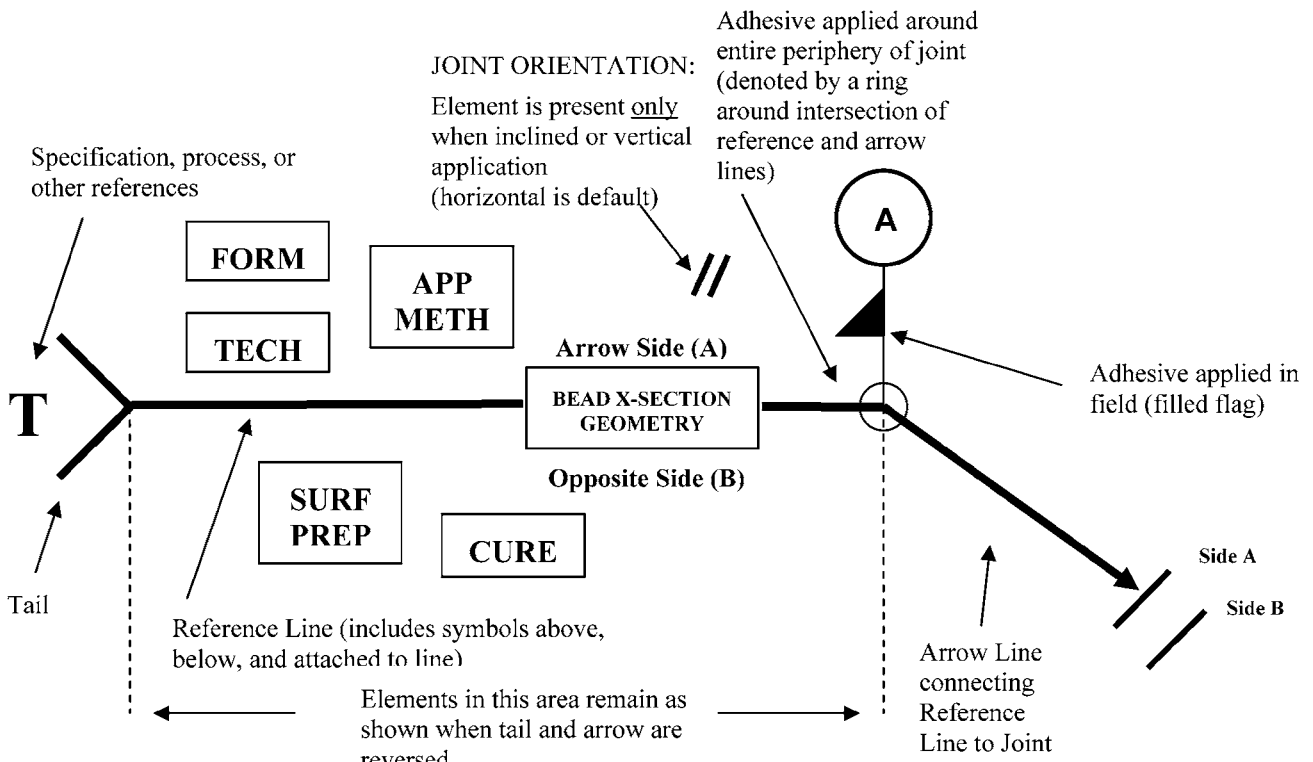 Adhesive applied around
entire periphery of joint
(denoted by a ring
around intersection of
reference and arrow
lines)
JOINT ORIENTATION:
Element is present only
when inclined or vertical
application
(horizontal is default)
Specification, process, or
other references
A
FORM
APP
METH
TECH
Arrow Side (A)
BEAD X-SECTION
GEOMETRY
Opposite Side (B)
Adhesive applied in
field (filled flag)
T
SURF
PREP
CURE
Side A
Side B
Tail
Reference Line (includes symbols above,
below, and attached to line)
Arrow Line
connecting
Reference
Line to Joint
Elements in this area remain as
shown when tail and arrow are
reversed